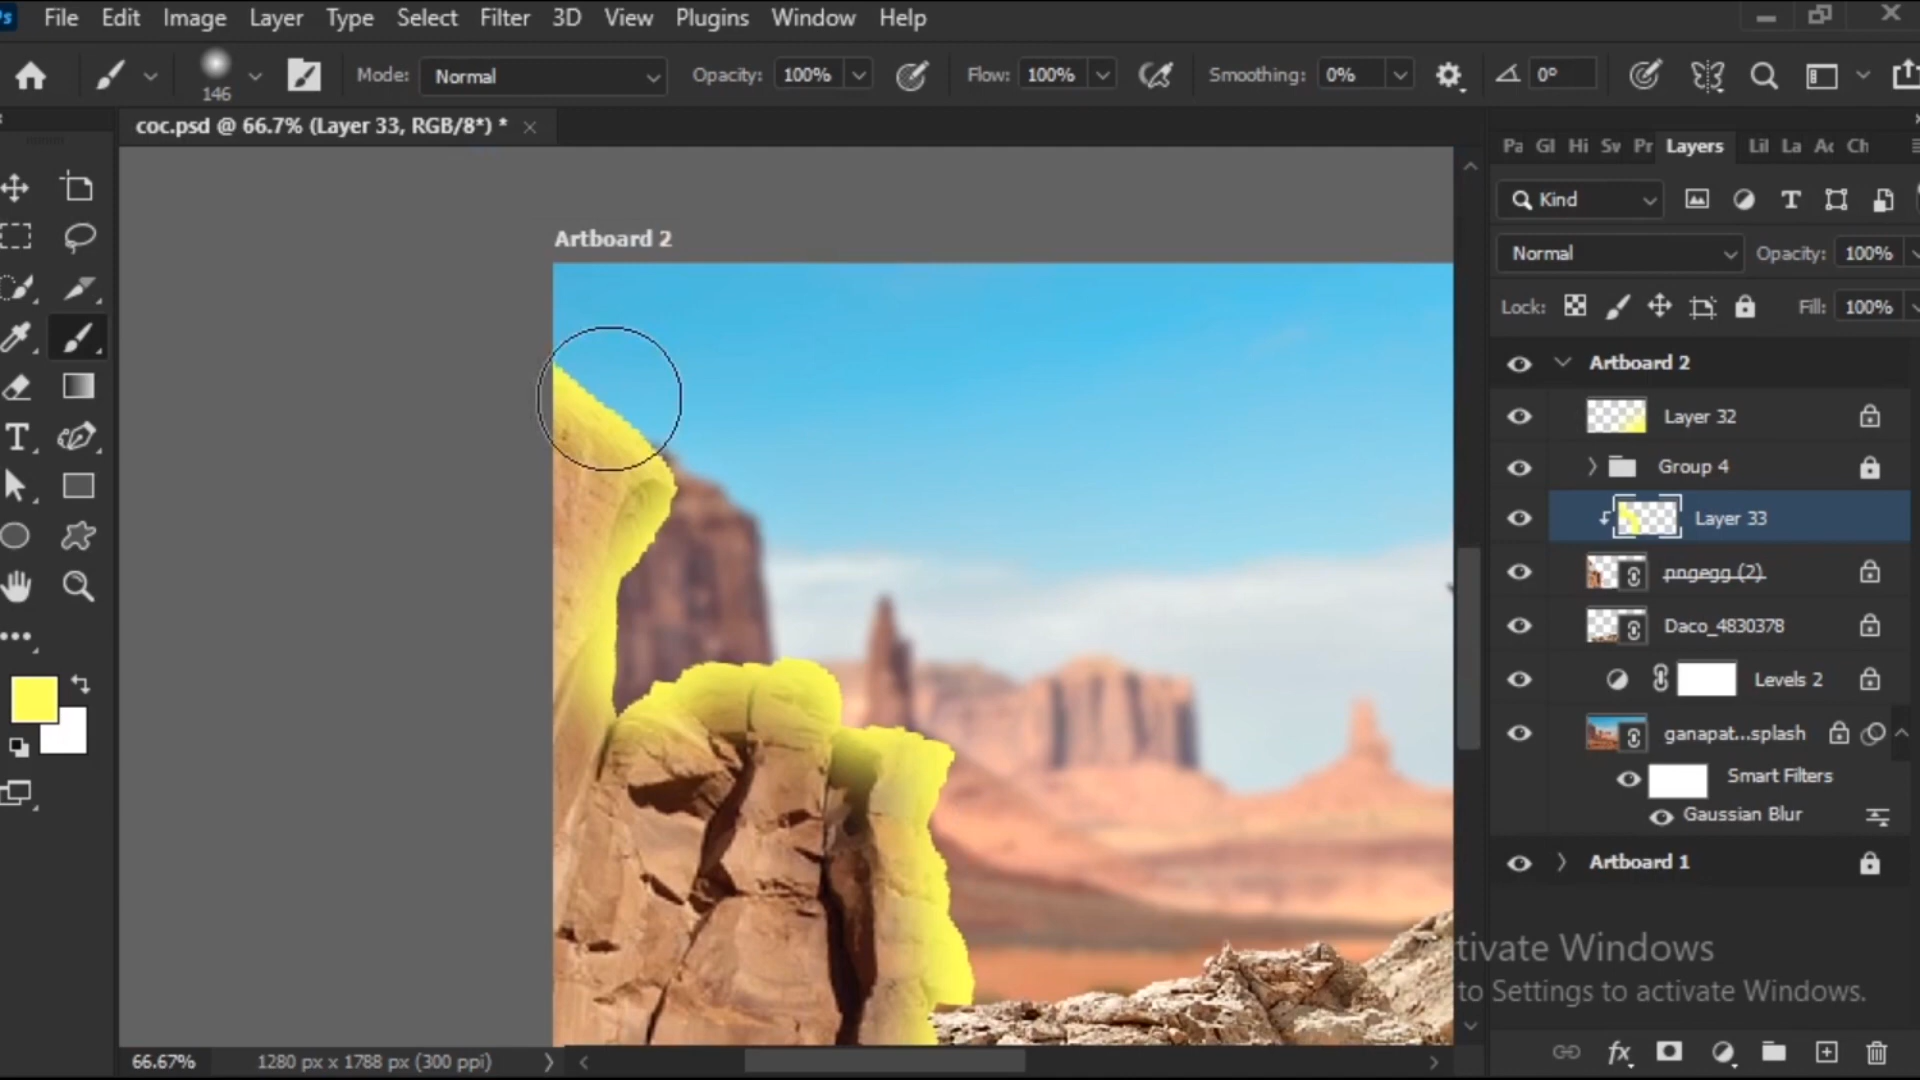 Ps File Edit Image Layer Type Select Filter 3D View Plugins Window Help
146 Mode: Normal Opacity: 100% Flow: 100% Smoothing: 0% 0°
coc.psd @ 66.7% (Layer 33, RGB/8*) *
Pa Gl Hi Sw Pr Layers Lil La Ac Ch
Kind
Normal Opacity: 100%
Lock: Fill: 100%
Artboard 2
Artboard 2
Layer 32
Group 4
Layer 33
pngegg (2)
Daco_4830378
Levels 2
ganapat...splash
Smart Filters
Gaussian Blur
Artboard 1
tivate Windows
to Settings to activate Windows.
66.67% 1280 px x 1788 px (300 ppi)
fx